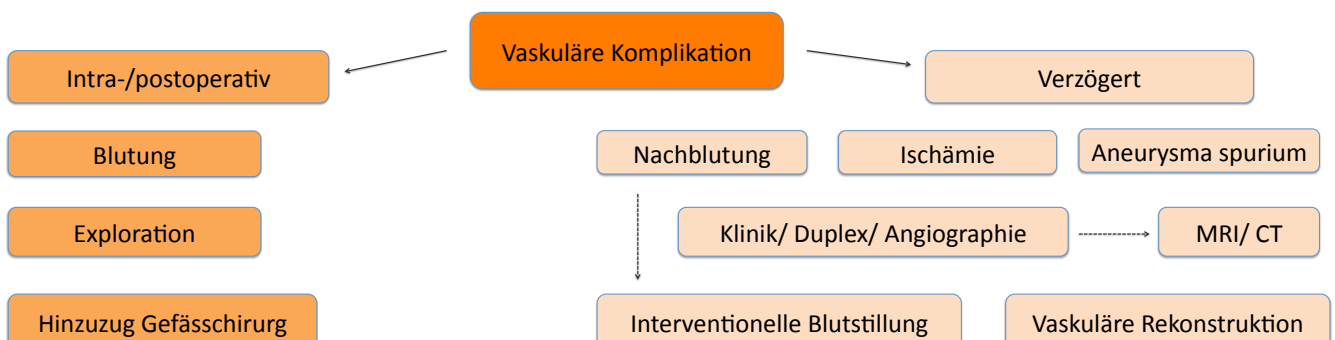 Vaskuläre Komplikation
Intra-/postoperativ
Verzögert
Blutung
Nachblutung
Ischämie
Aneurysma spurium
Exploration
Klinik/ Duplex/ Angiographie
MRI/ CT
Hinzuzug Gefässchirurg
Interventionelle Blutstillung
Vaskuläre Rekonstruktion